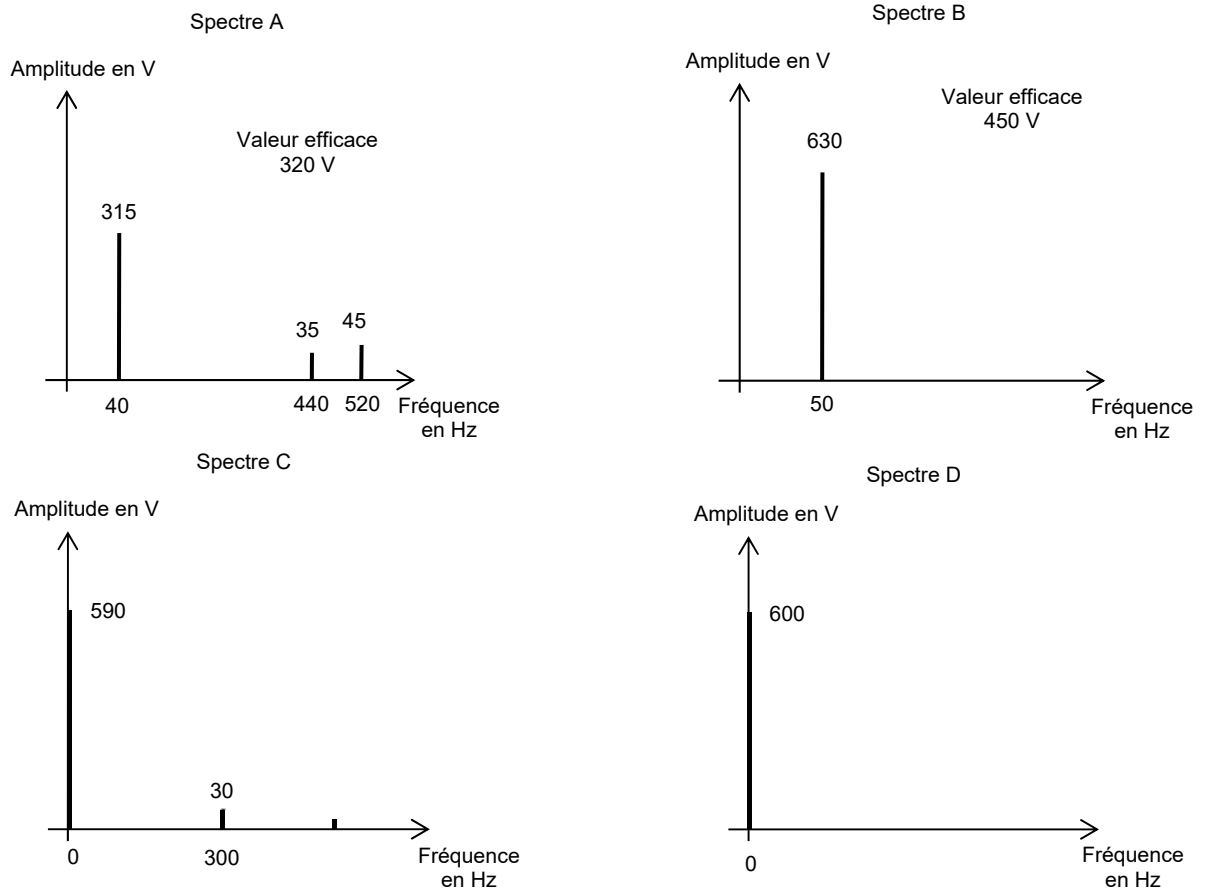 Spectre A
Amplitude en V
Valeur efficace
320 V
315
35
45
40
440
520
Fréquence
en Hz
Spectre B
Amplitude en V
Valeur efficace
450 V
630
50
Fréquence
en Hz
Spectre C
Amplitude en V
590
30
0
300
Fréquence
en Hz
Spectre D
Amplitude en V
600
0
Fréquence
en Hz